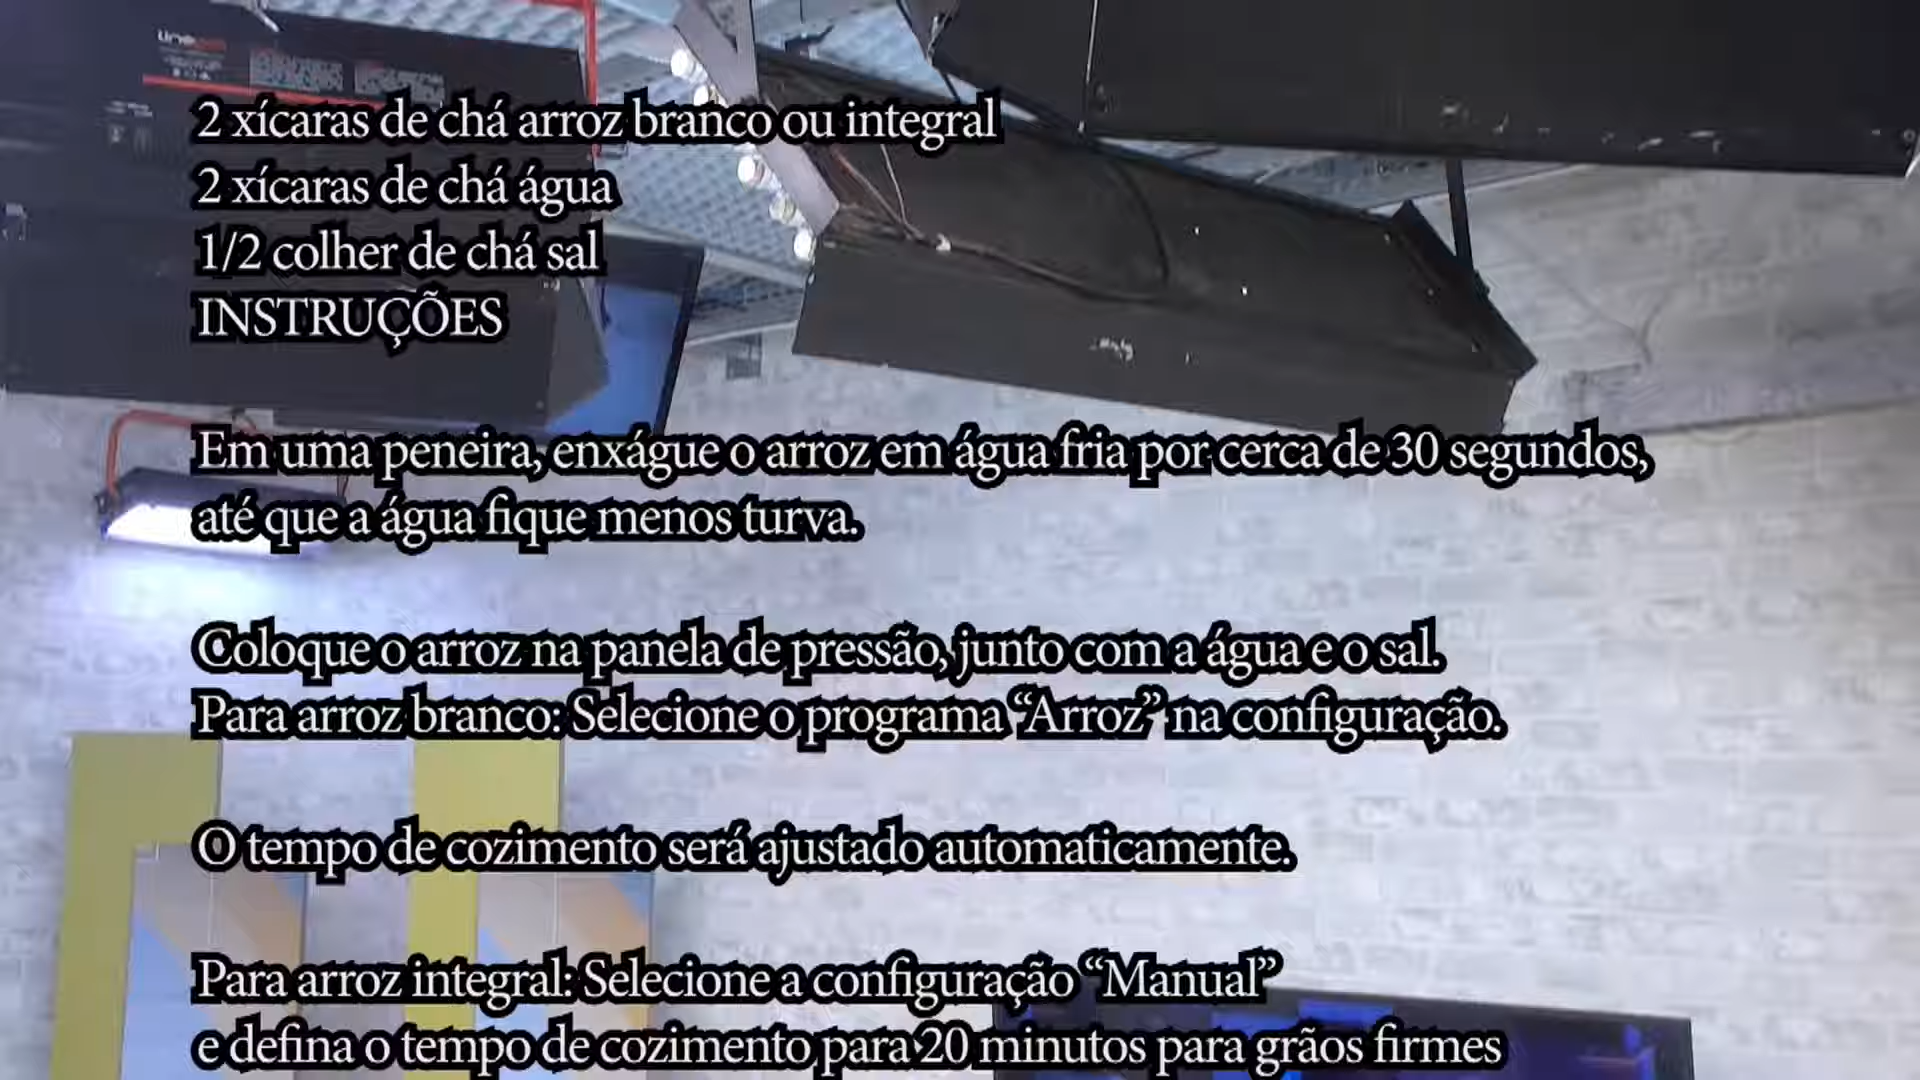 2 xícaras de chá arroz branco ou integral
2 xícaras de chá água
1/2 colher de chá sal
INSTRUÇÕES
Em uma peneira, enxágue o arroz em água fria por cerca de 30 segundos,
até que a água fique menos turva.
Coloque o arroz na panela de pressão, junto com a água e o sal.
Para arroz branco: Selecione o programa “Arroz” na configuração.
O tempo de cozimento será ajustado automaticamente.
Para arroz integral: Selecione a configuração “Manual”
e defina o tempo de cozimento para 20 minutos para grãos firmes